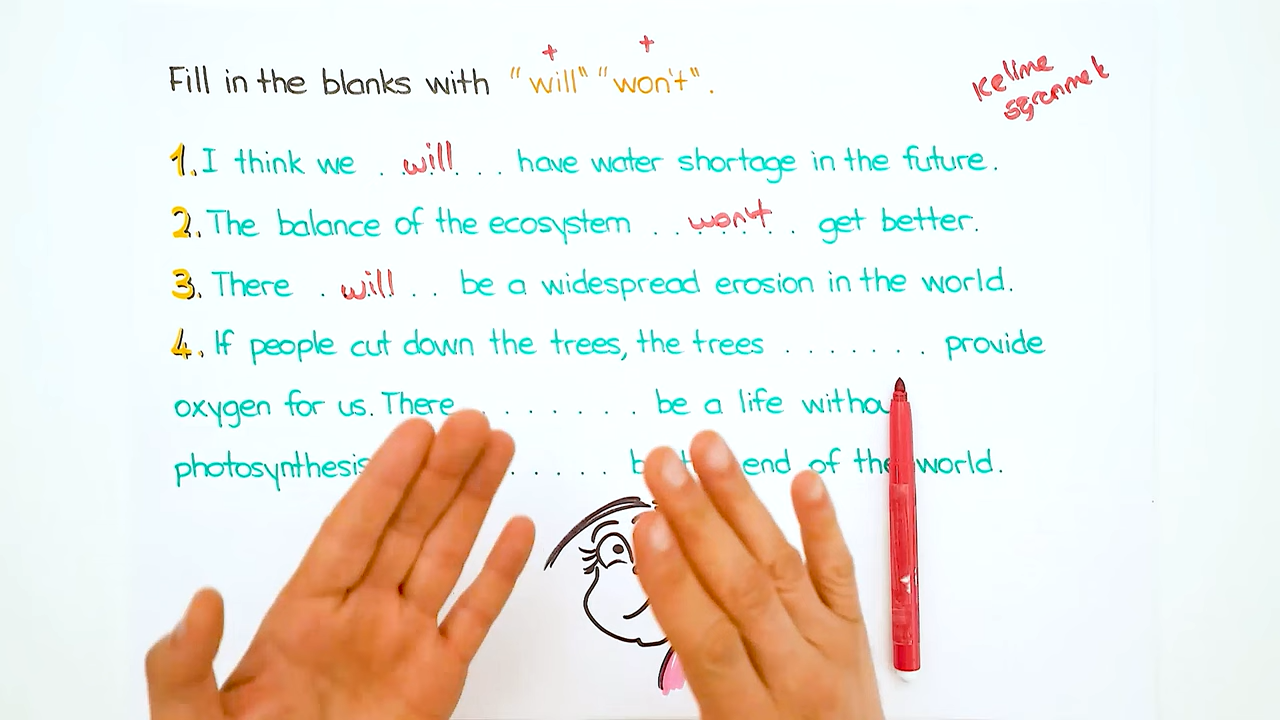 + +
Fill in the blanks with "will" "won't".
Kelime
1. I think we . will . . have water shortage in the future.
2. The balance of the ecosystem . . won't . get better.
3. There . will . . be a widespread erosion in the world.
4. If people cut down the trees, the trees . . . . . . . provide
oxygen for us. There . . . . . . . be a life
photosynthesis . . . . . end of the world.